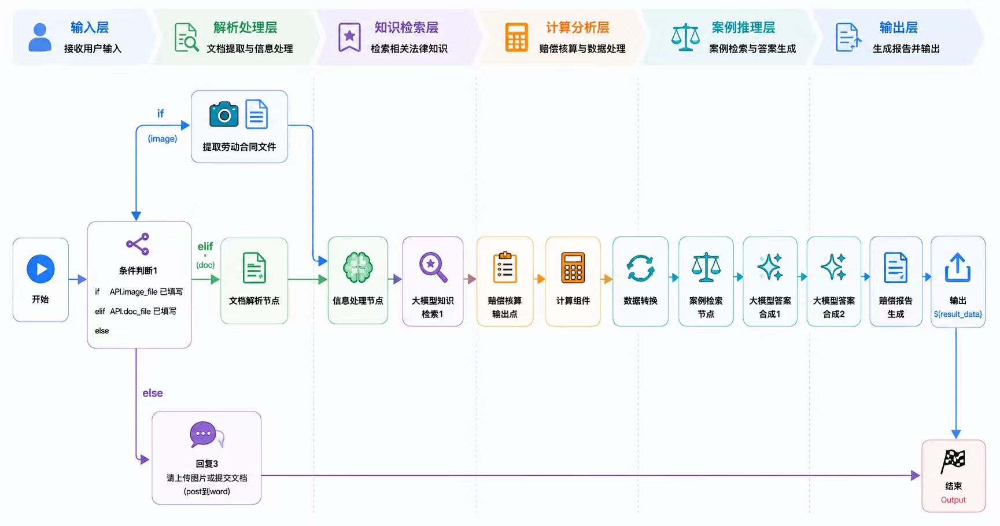 输入层
接收用户输入
解析处理层
文档提取与信息处理
知识检索层
检索相关法律知识
计算分析层
赔偿核算与数据处理
案例推理层
案例检索与答案生成
输出层
生成报告并输出
if
(image)
提取劳动合同文件
开始
条件判断1
if API.image_file 已填写
elif API.doc_file 已填写
else
elif
(doc)
文档解析节点
信息处理节点
大模型知识
检索1
赔偿核算
输出点
计算组件
数据转换
案例检索
节点
大模型答案
合成1
大模型答案
合成2
赔偿报告
生成
输出
${result_data}
else
回复3
请上传图片或提交文档
(post到word)
结束
Output